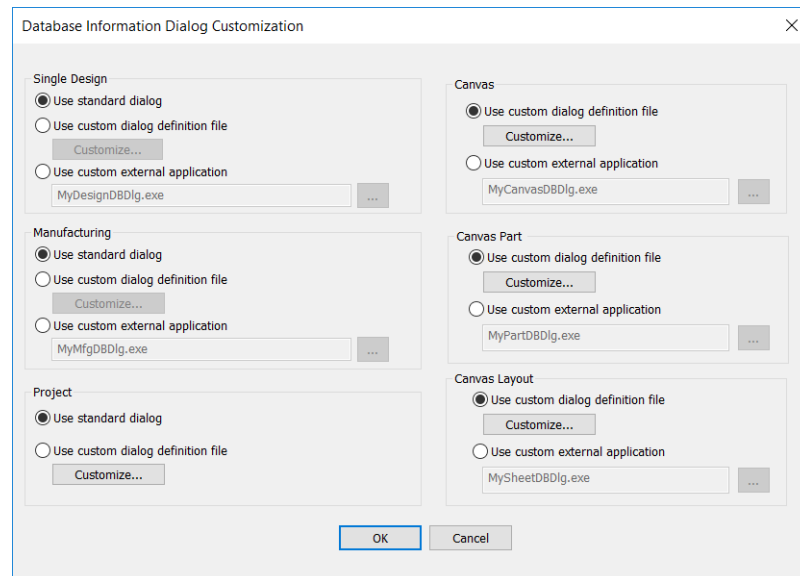 Database Information Dialog Customization
Single Design
Use standard dialog
Use custom dialog definition file
Customize...
Use custom external application
MyDesignDBDlg.exe
...
Manufacturing
Use standard dialog
Use custom dialog definition file
Customize...
Use custom external application
MyMfgDBDlg.exe
...
Project
Use standard dialog
Use custom dialog definition file
Customize...
Canvas
Use custom dialog definition file
Customize...
Use custom external application
MyCanvasDBDlg.exe
...
Canvas Part
Use custom dialog definition file
Customize...
Use custom external application
MyPartDBDlg.exe
...
Canvas Layout
Use custom dialog definition file
Customize...
Use custom external application
MySheetDBDlg.exe
...
OK
Cancel